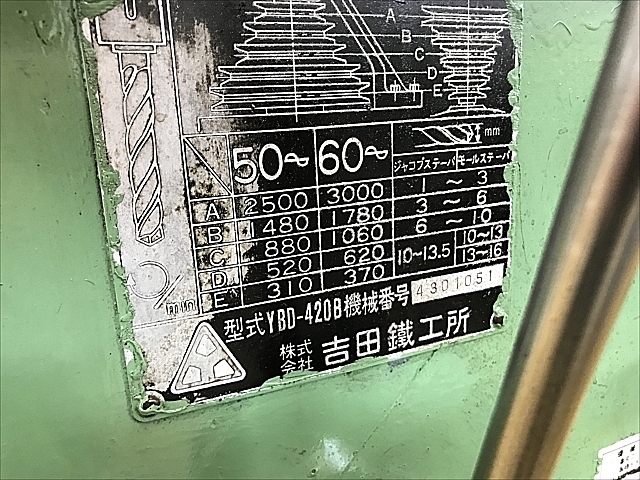 A
B
C
D
E
mm
50~ 60~ ジャコブステーパ モールステーパ
A 2500 3000 1~3
B 1480 1780 3~6
C 880 1060 6~10
D 520 620 10~13.5 10~13
E 310 370 13~16
型式 YBD-420B 機械番号 4301051
株式会社 吉田鐵工所